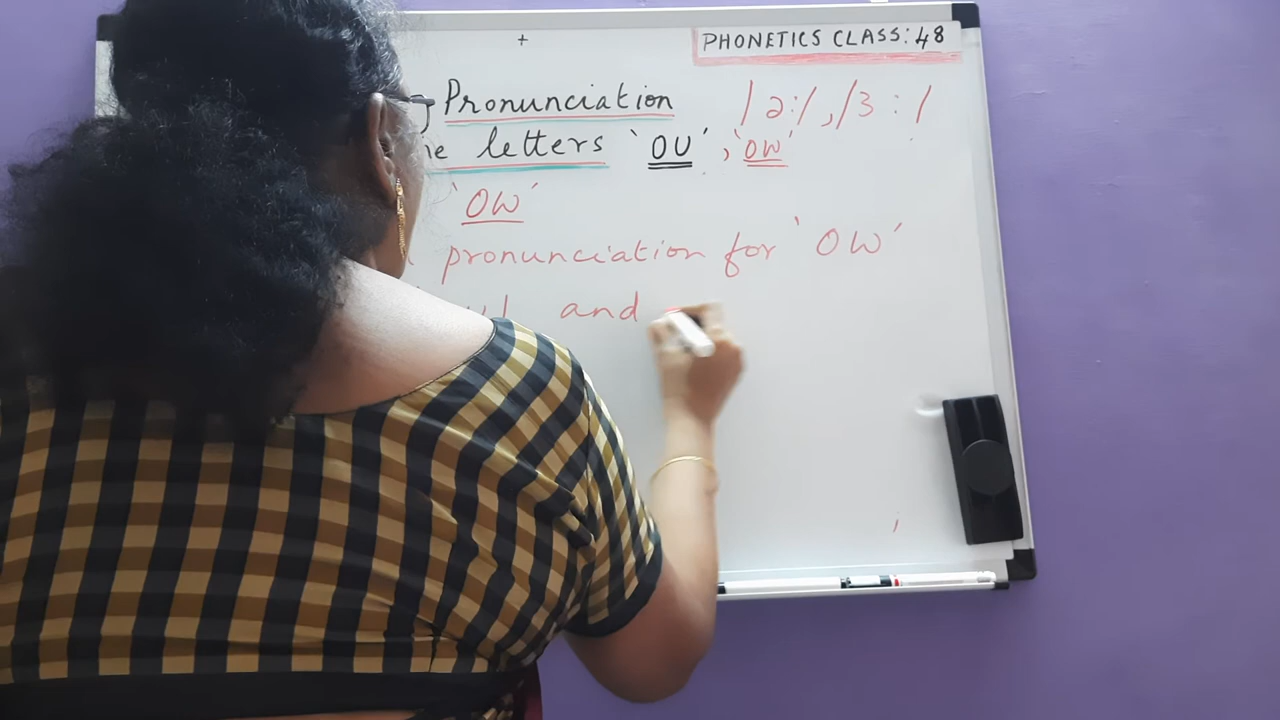 PHONETICS CLASS: 48
Pronunciation /ə:/, /3:/
letters 'OU', 'OW'
'OW'
pronunciation for 'OW'
and